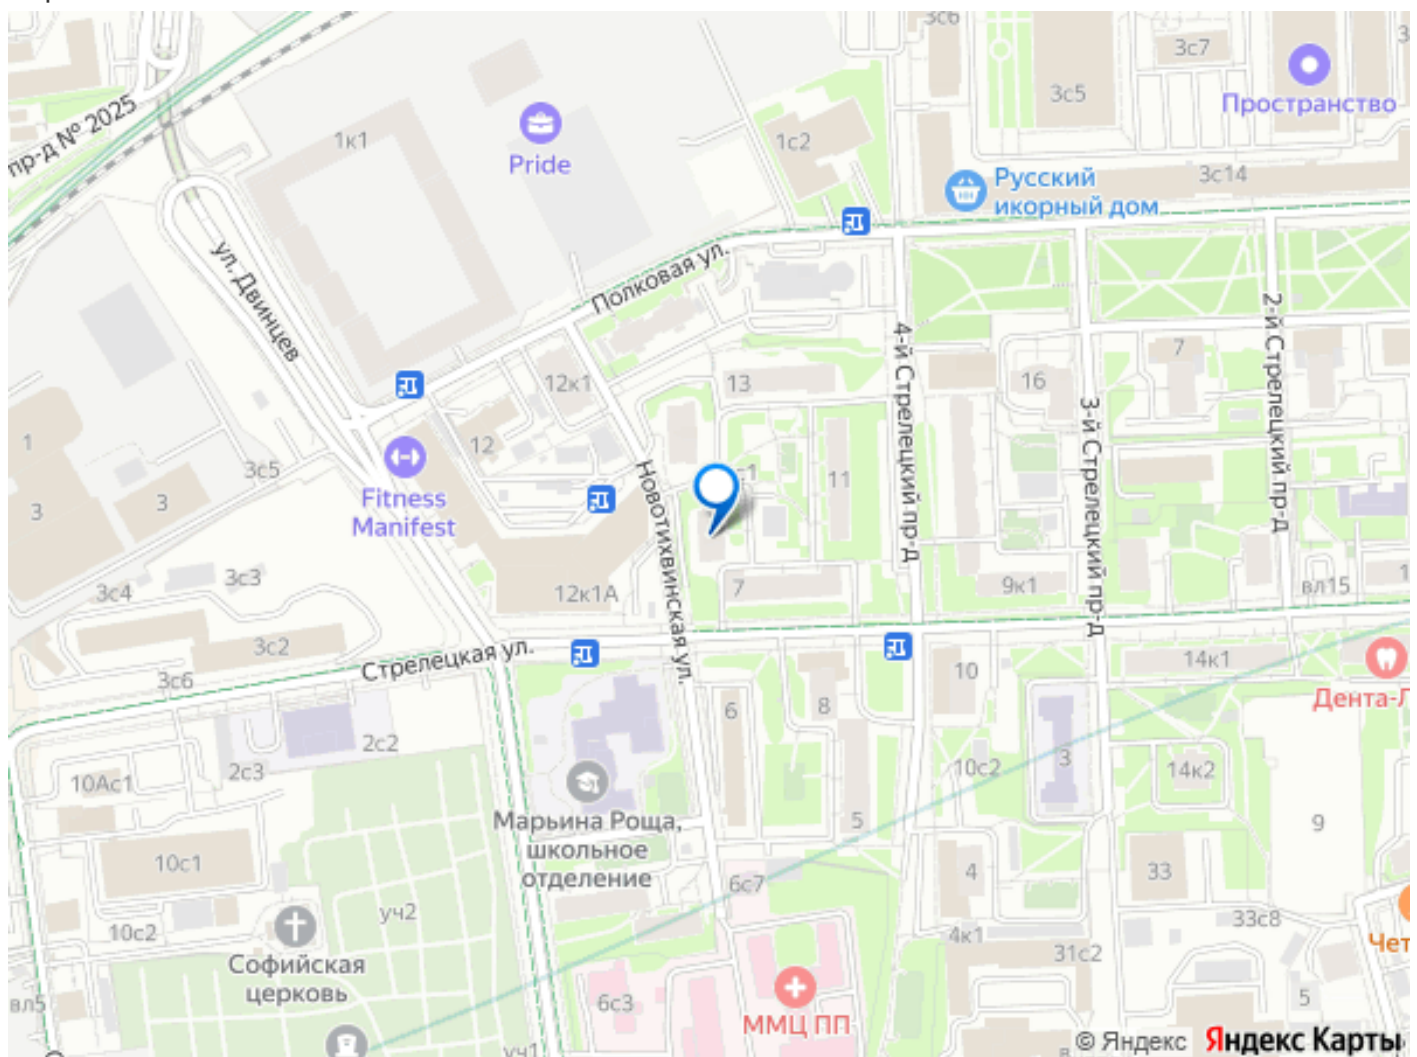 3с6
3с7
3с5
Пространство
пр-д № 2025
1к1
Pride
1с2
Русский
икорный дом
3с14
ул. Двинцев
Полковая ул.
4-й Стрелецкий пр-д
3-й Стрелецкий пр-д
2-й Стрелецкий пр-д
12к1
13
16
7
1
3
3с5
3
12
Fitness
Manifest
Новотихвинская ул.
11
3с4
3с3
12к1А
7
9к1
вл15
3с2
3с6
Стрелецкая ул.
10
14к1
Дента-Л
6
8
2с2
2с3
10Ас1
10с2
3
14к2
Марьина Роща,
школьное
отделение
5
9
10с1
6с7
4
33
уч2
10с2
4к1
33с8
Чет
31с2
Софийская
церковь
вл5
6с3
ММЦ ПП
5
уч1
© Яндекс Яндекс Карты